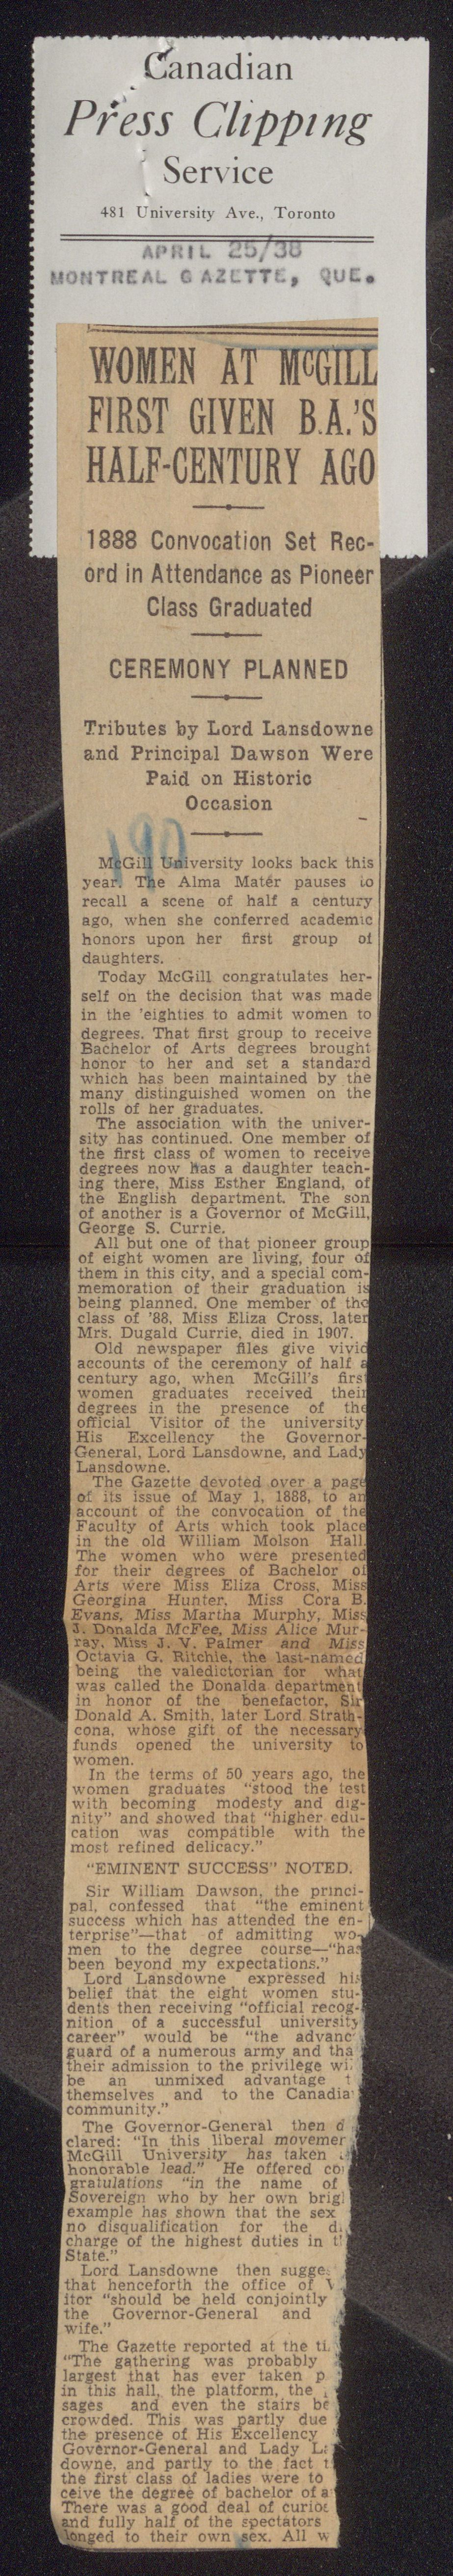 Canadian
Press Clipping
Service
481 University Ave., Toronto
APRIL 25/38
MONTREAL GAZETTE, QUE.
WOMEN AT McGILL
FIRST GIVEN B.A.'S
HALF-CENTURY AGO
1888 Convocation Set Rec-
ord in Attendance as Pioneer
Class Graduated
CEREMONY PLANNED
Tributes by Lord Lansdowne
and Principal Dawson Were
Paid on Historic
Occasion
190
McGill University looks back this
year. The Alma Mater pauses to
recall a scene of half a century
ago, when she conferred academic
honors upon her first group of
daughters.
Today McGill congratulates her-
self on the decision that was made
in the 'eighties to admit women to
degrees. That first group to receive
Bachelor of Arts degrees brought
honor to her and set a standard
which has been maintained by the
many distinguished women on the
rolls of her graduates.
The association with the univer-
sity has continued. One member of
the first class of women to receive
degrees now has a daughter teach-
ing there, Miss Esther England, of
the English department. The son
of another is a Governor of McGill,
George S. Currie.
All but one of that pioneer group
of eight women are living, four of
them in this city, and a special com-
memoration of their graduation is
being planned. One member of the
class of '88, Miss Eliza Cross, later
Mrs. Dugald Currie, died in 1907.
Old newspaper files give vivid
accounts of the ceremony of half a
century ago, when McGill's first
women graduates received their
degrees in the presence of the
official Visitor of the university
His Excellency the Governor-
General, Lord Lansdowne, and Lady
Lansdowne.
The Gazette devoted over a page
of its issue of May 1, 1888, to an
account of the convocation of the
Faculty of Arts which took place
in the old William Molson Hall.
The women who were presented
for their degrees of Bachelor of
Arts were Miss Eliza Cross, Miss
Georgina Hunter, Miss Cora B.
Evans, Miss Martha Murphy, Miss
J. Donalda McFee, Miss Alice Mur-
ray, Miss J. V. Palmer and Miss
Octavia G. Ritchie, the last-named
being the valedictorian for what
was called the Donalda department
in honor of the benefactor, Sir
Donald A. Smith, later Lord Strath-
cona, whose gift of the necessary
funds opened the university to
women.
In the terms of 50 years ago, the
women graduates "stood the test
with becoming modesty and dig-
nity" and showed that "higher edu-
cation was compatible with the
most refined delicacy."
"EMINENT SUCCESS" NOTED.
Sir William Dawson, the princi-
pal, confessed that "the eminent
success which has attended the en-
terprise"—that of admitting wo-
men to the degree course—"has
been beyond my expectations."
Lord Lansdowne expressed his
belief that the eight women stu-
dents then receiving "official recog-
nition of a successful university
career" would be "the advanc
guard of a numerous army and tha
their admission to the privilege wi
be an unmixed advantage t
themselves and to the Canadia
community."
The Governor-General then d
clared: "In this liberal movemer
McGill University has taken
honorable lead." He offered co
gratulations "in the name of
Sovereign who by her own brigl
example has shown that the sex
no disqualification for the di
charge of the highest duties in t
State."
Lord Lansdowne then sugge
that henceforth the office of V
itor "should be held conjointly
the Governor-General and
wife."
The Gazette reported at the ti
"The gathering was probably
largest that has ever taken p
in this hall, the platform, the
sages and even the stairs be
crowded. This was partly due
the presence of His Excellency
Governor-General and Lady La
downe, and partly to the fact t
the first class of ladies were to
ceive the degree of bachelor of a
There was a good deal of curios
and fully half of the spectators
longed to their own sex. All w